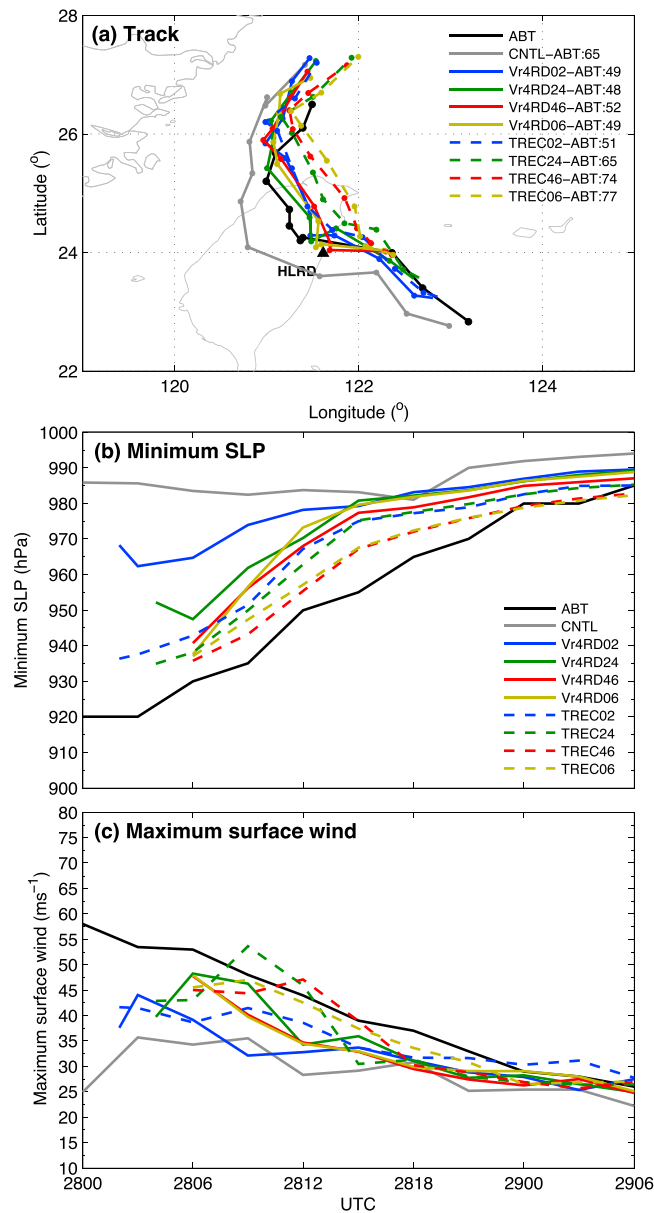 (a) Track
28
26
24
22
Latitude (°)
120
122
124
Longitude (°)
HLRD
ABT
CNTL-ABT:65
Vr4RD02-ABT:49
Vr4RD24-ABT:48
Vr4RD46-ABT:52
Vr4RD06-ABT:49
TREC02-ABT:51
TREC24-ABT:65
TREC46-ABT:74
TREC06-ABT:77
(b) Minimum SLP
1000
990
980
970
960
950
940
930
920
910
900
Minimum SLP (hPa)
ABT
CNTL
Vr4RD02
Vr4RD24
Vr4RD46
Vr4RD06
TREC02
TREC24
TREC46
TREC06
(c) Maximum surface wind
80
75
70
65
60
55
50
45
40
35
30
25
20
15
10
Maximum surface wind (ms⁻¹)
2800
2806
2812
2818
2900
2906
UTC